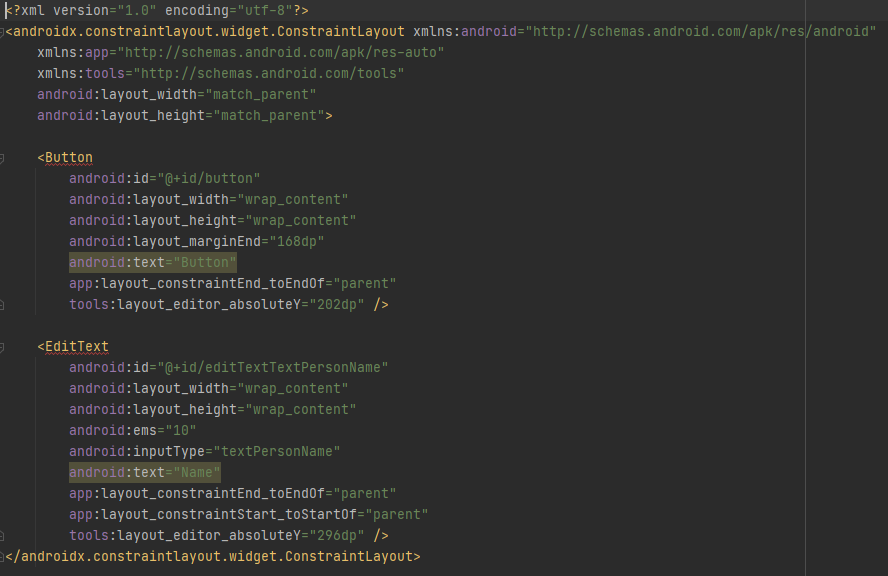 <?xml version="1.0" encoding="utf-8"?>
<androidx.constraintlayout.widget.ConstraintLayout xmlns:android="http://schemas.android.com/apk/res/android"
    xmlns:app="http://schemas.android.com/apk/res-auto"
    xmlns:tools="http://schemas.android.com/tools"
    android:layout_width="match_parent"
    android:layout_height="match_parent">

    <Button
        android:id="@+id/button"
        android:layout_width="wrap_content"
        android:layout_height="wrap_content"
        android:layout_marginEnd="168dp"
        android:text="Button"
        app:layout_constraintEnd_toEndOf="parent"
        tools:layout_editor_absoluteY="202dp" />

    <EditText
        android:id="@+id/editTextTextPersonName"
        android:layout_width="wrap_content"
        android:layout_height="wrap_content"
        android:ems="10"
        android:inputType="textPersonName"
        android:text="Name"
        app:layout_constraintEnd_toEndOf="parent"
        app:layout_constraintStart_toStartOf="parent"
        tools:layout_editor_absoluteY="296dp" />
</androidx.constraintlayout.widget.ConstraintLayout>